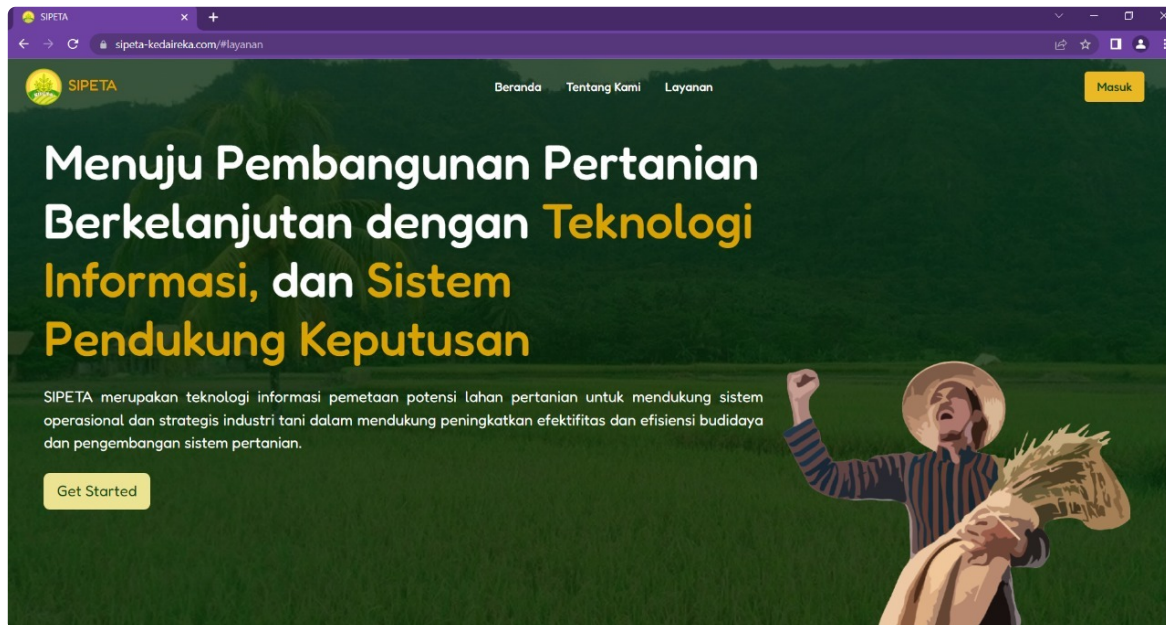 SIPETA
sipeta-kedaireka.com/#layanan
SIPETA
Beranda Tentang Kami Layanan
Masuk
Menuju Pembangunan Pertanian
Berkelanjutan dengan Teknologi
Informasi, dan Sistem
Pendukung Keputusan
SIPETA merupakan teknologi informasi pemetaan potensi lahan pertanian untuk mendukung sistem
operasional dan strategis industri tani dalam mendukung peningkatkan efektifitas dan efisiensi budidaya
dan pengembangan sistem pertanian.
Get Started